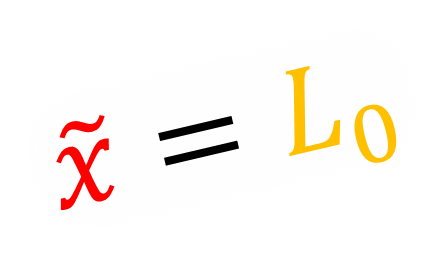 x̃ = L₀